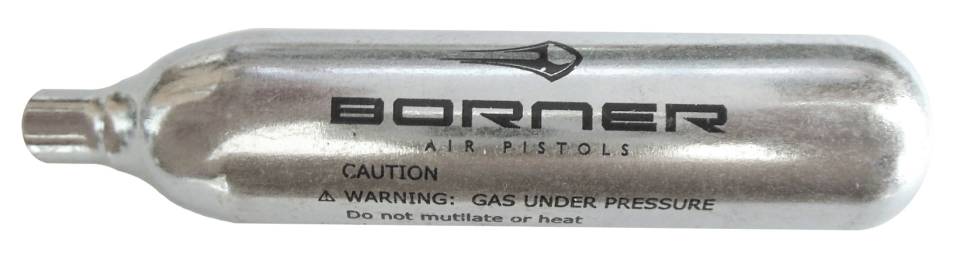 BORNER
AIR PISTOLS
CAUTION
⚠ WARNING: GAS UNDER PRESSURE
Do not mutilate or heat